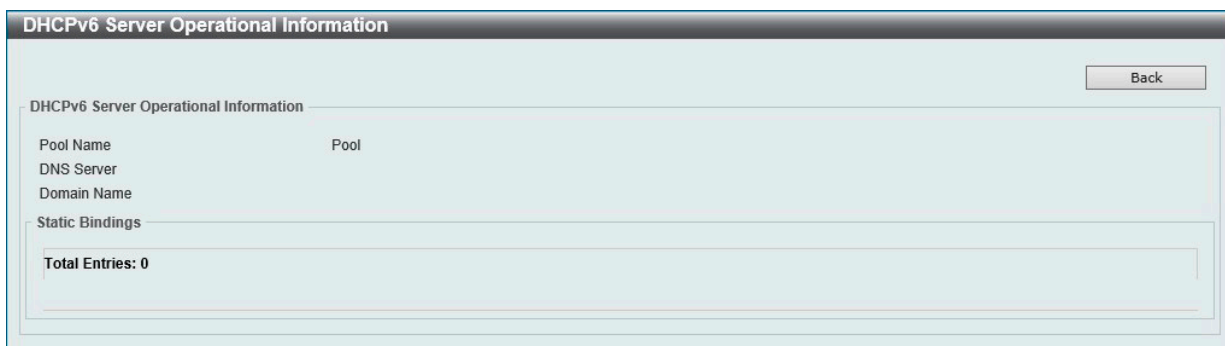 DHCPv6 Server Operational Information
Back
DHCPv6 Server Operational Information
Pool Name Pool
DNS Server
Domain Name
Static Bindings
Total Entries: 0